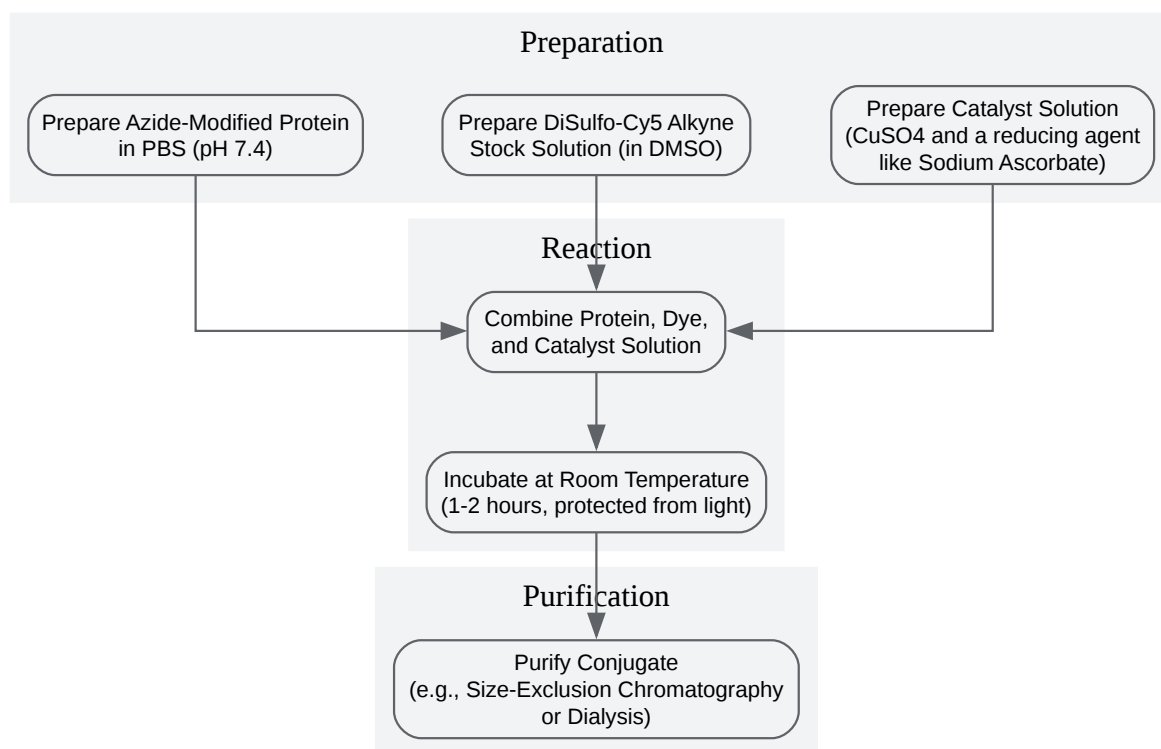 Preparation
Prepare Azide-Modified Protein
in PBS (pH 7.4)
Prepare DiSulfo-Cy5 Alkyne
Stock Solution (in DMSO)
Prepare Catalyst Solution
(CuSO4 and a reducing agent
like Sodium Ascorbate)
Reaction
Combine Protein, Dye,
and Catalyst Solution
Incubate at Room Temperature
(1-2 hours, protected from light)
Purification
Purify Conjugate
(e.g., Size-Exclusion Chromatography
or Dialysis)